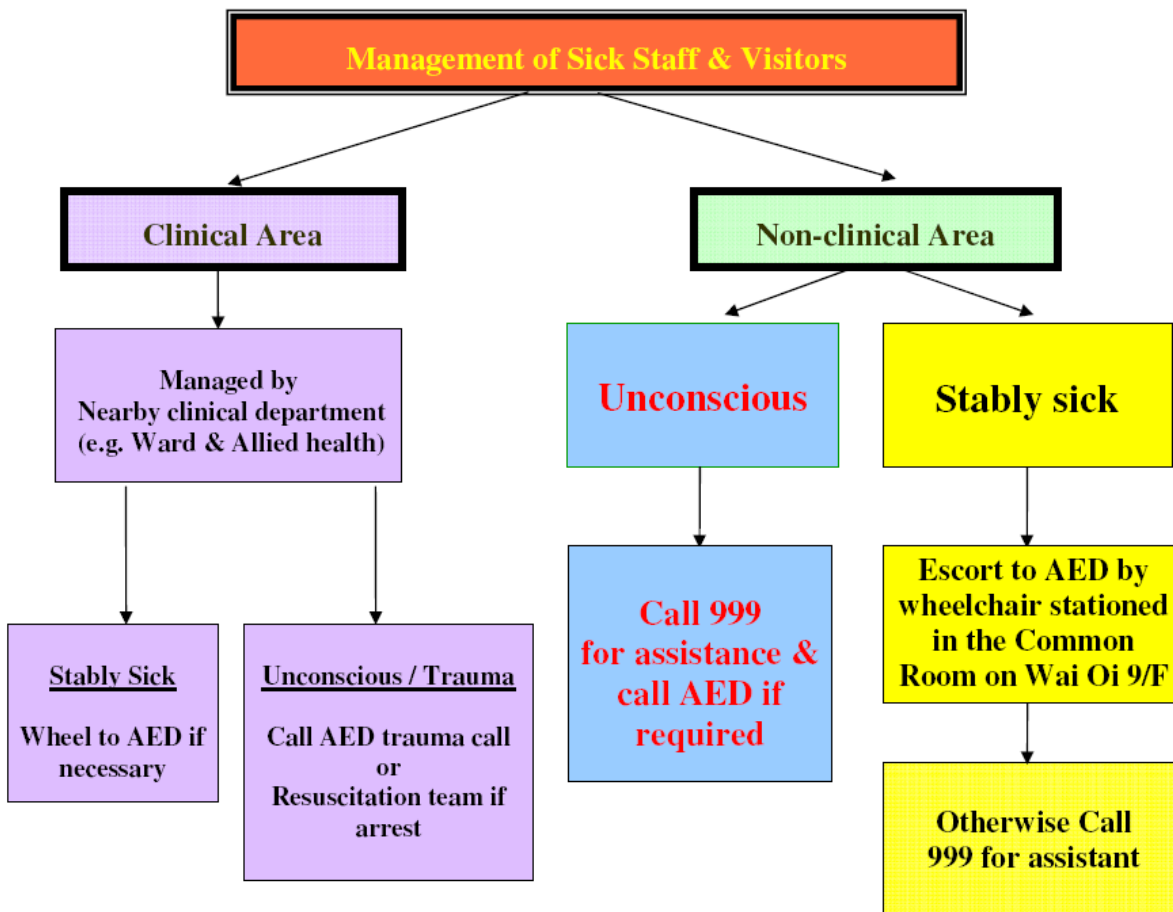 Management of Sick Staff & Visitors
Clinical Area
Non-clinical Area
Managed by
Nearby clinical department
(e.g. Ward & Allied health)
Unconscious
Stably sick
Stably Sick
Wheel to AED if
necessary
Unconscious / Trauma
Call AED trauma call
or
Resuscitation team if
arrest
Call 999
for assistance &
call AED if
required
Escort to AED by
wheelchair stationed
in the Common
Room on Wai Oi 9/F
Otherwise Call
999 for assistant